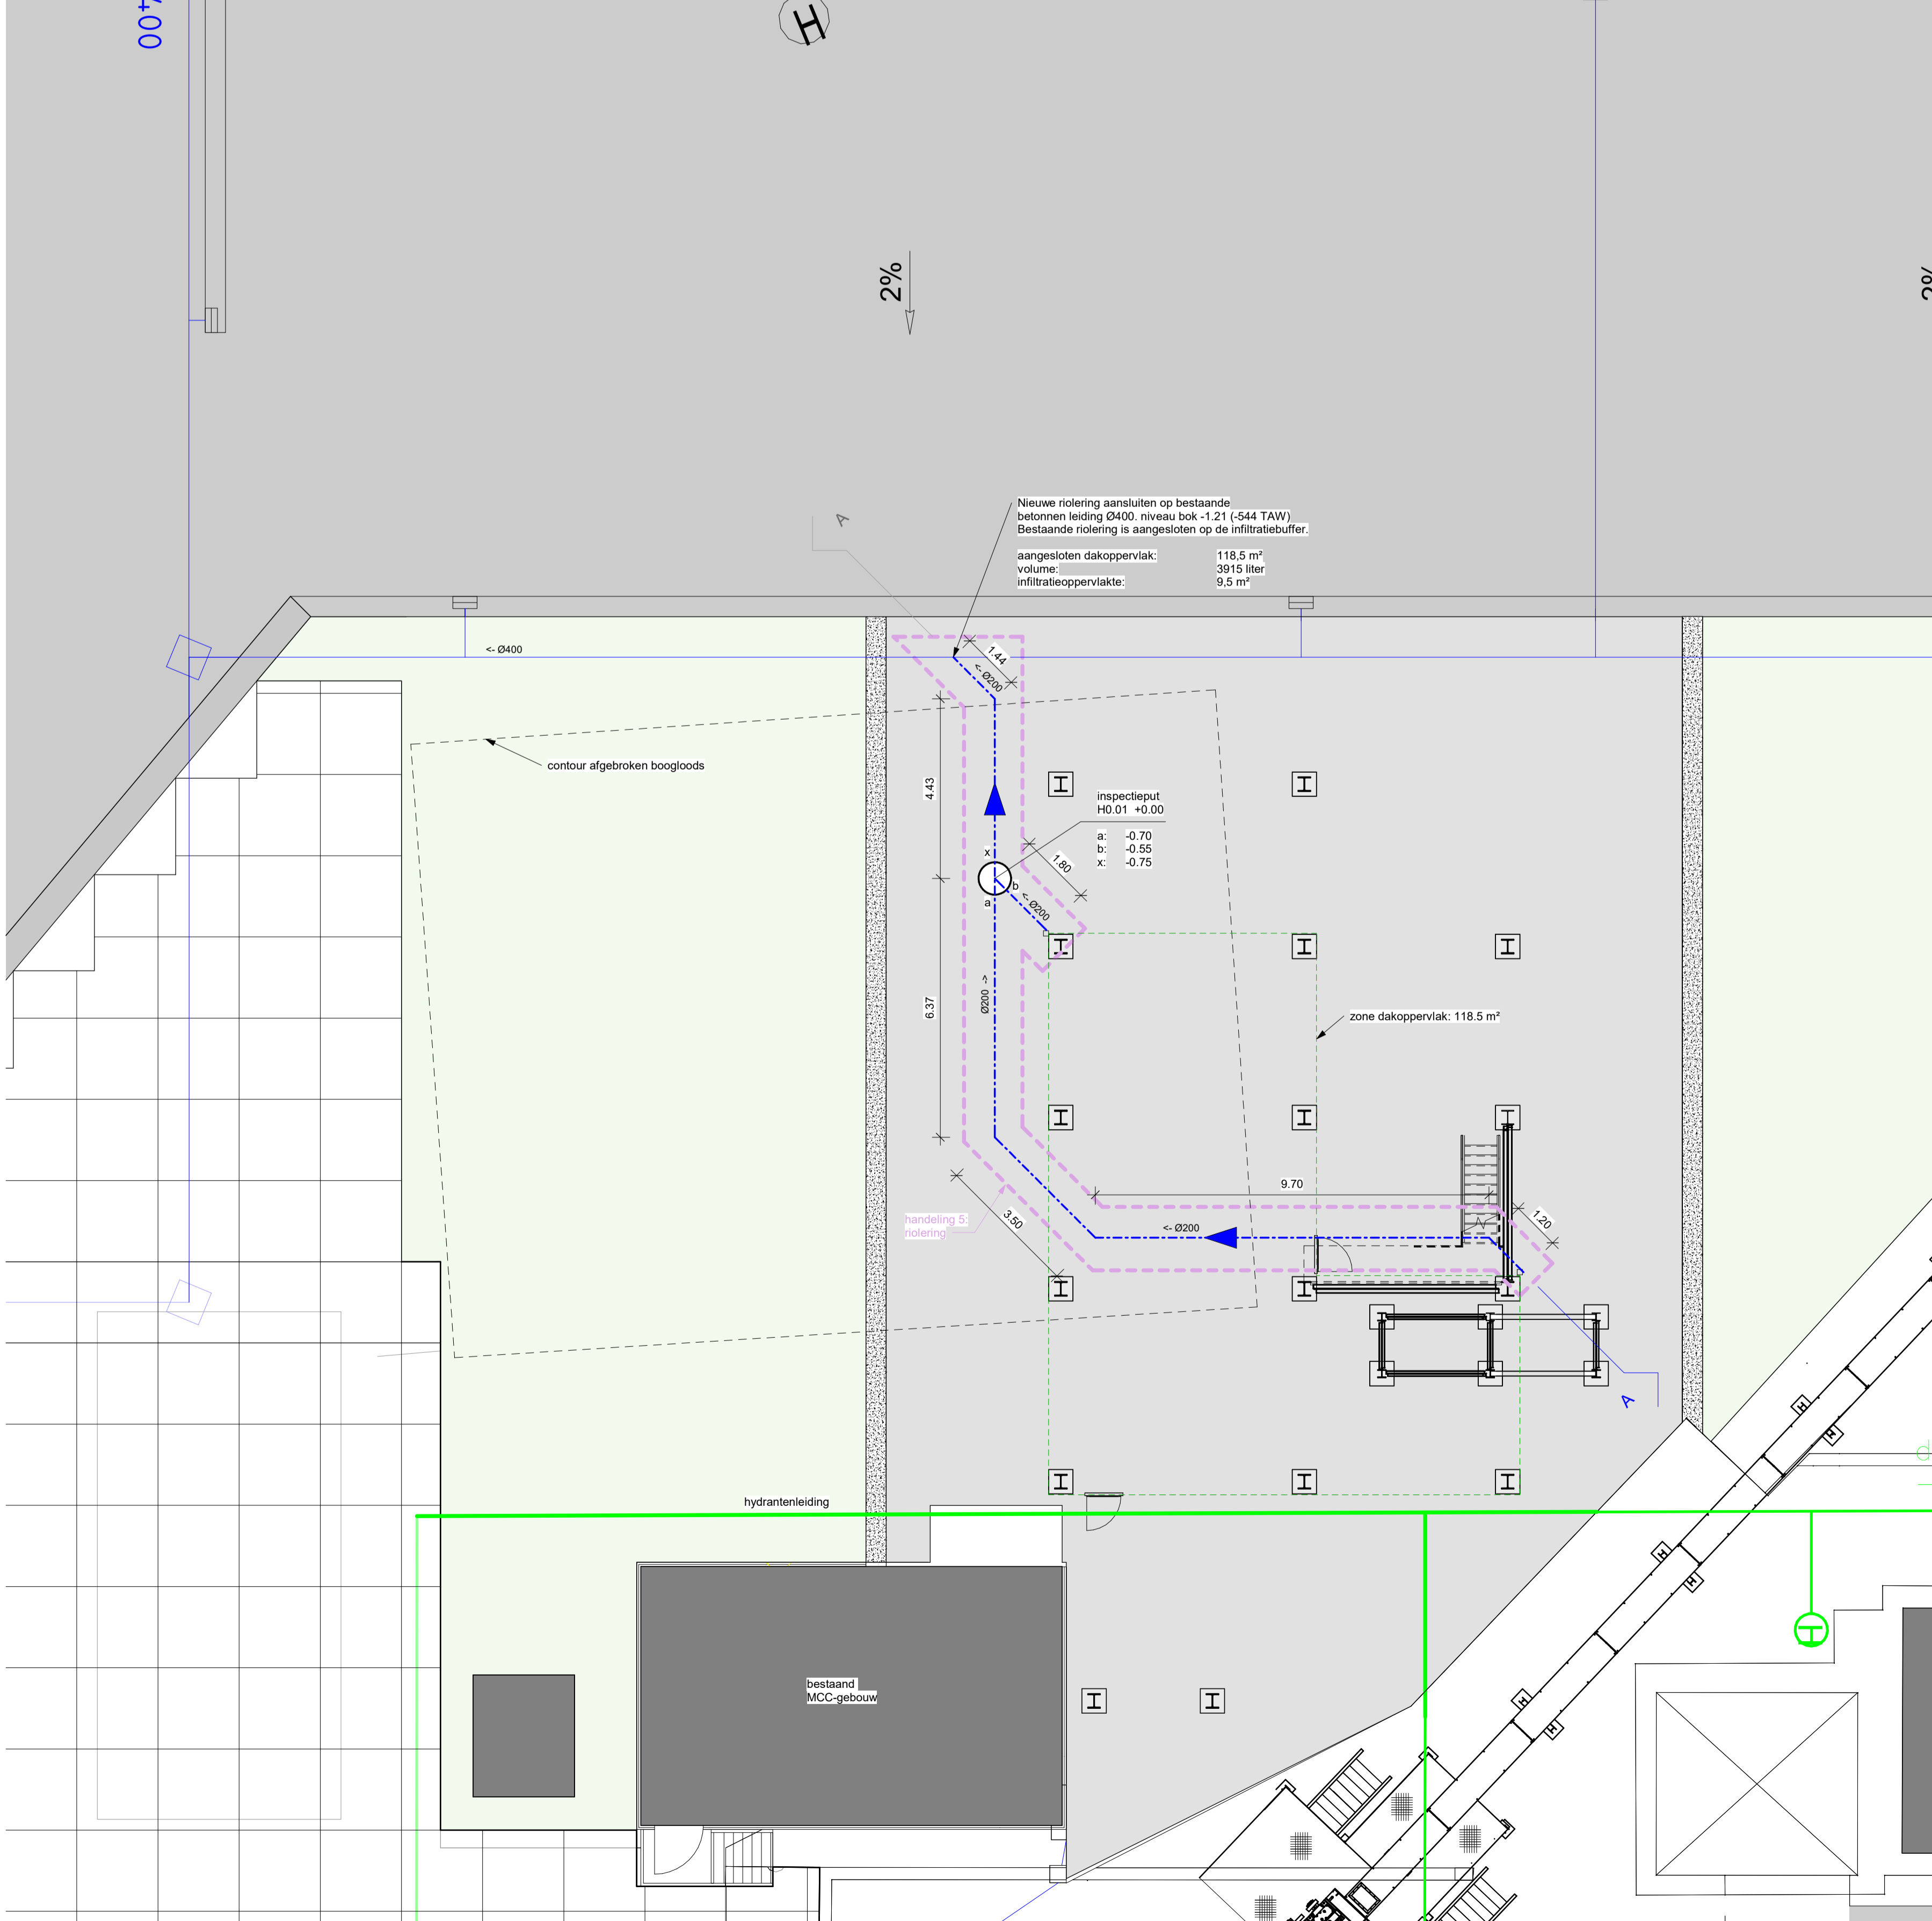 +00
H
2%
2%
A
Nieuwe riolering aansluiten op bestaande
betonnen leiding Ø400. niveau bok -1.21 (-544 TAW)
Bestaande riolering is aangesloten op de infiltratiebuffer.
aangesloten dakoppervlak: 118,5 m²
volume: 3915 liter
infiltratieoppervlakte: 9,5 m²
<- Ø400
1.44
<- Ø200
contour afgebroken boogloods
4.43
inspectieput
H0.01 +0.00
a: -0.70
b: -0.55
x: -0.75
x
b
a
1.80
<- Ø200
6.37
Ø200 ->
zone dakoppervlak: 118.5 m²
9.70
<- Ø200
1.20
3.50
handeling 5:
riolering
A
hydrantenleiding
d
bestaand
MCC-gebouw